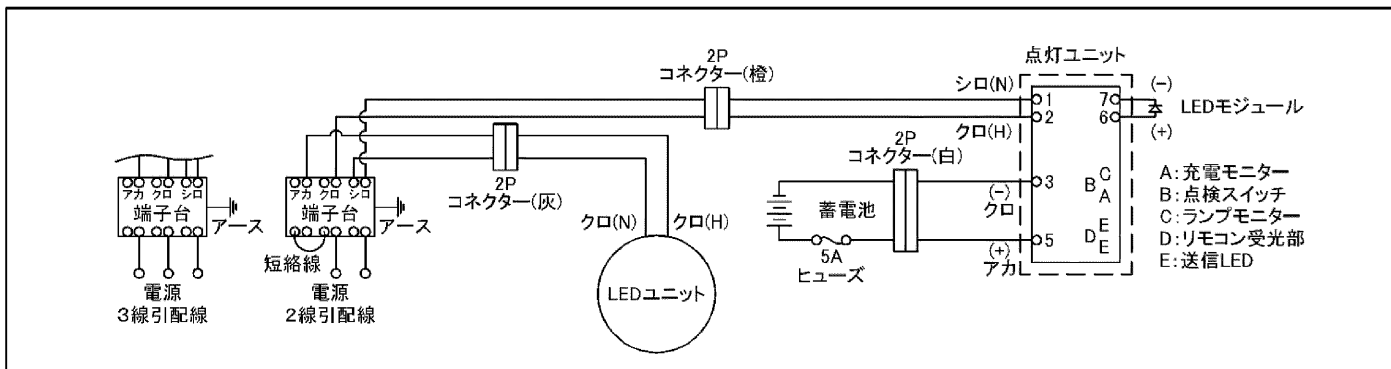 2P
コネクター(橙)
点灯ユニット
シロ(N)
1
7
(-)
LEDモジュール
2
6
クロ(H)
(+)
2P
コネクター(白)
アカ クロ シロ
端子台
アース
アカ クロ シロ
端子台
アース
2P
コネクター(灰)
クロ(N)
クロ(H)
蓄電池
(-)
クロ
3
B
C
A
5A
ヒューズ
(+)
アカ
5
D
E
E
A:充電モニター
B:点検スイッチ
C:ランプモニター
D:リモコン受光部
E:送信LED
短絡線
電源
3線引配線
電源
2線引配線
LEDユニット